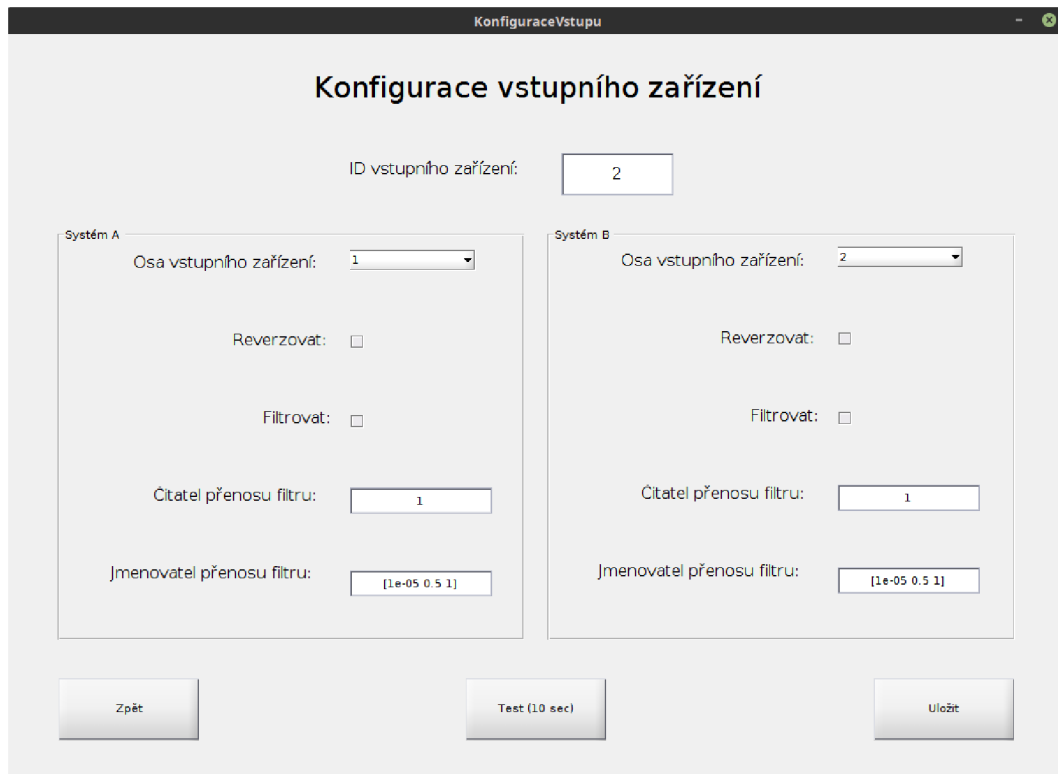 KonfiguraceVstupu
Konfigurace vstupního zařízení
ID vstupního zařízení: 2
Systém A
Osa vstupního zařízení: 1
Reverzovat:
Filtrovat:
Čitatel přenosu filtru: 1
Jmenovatel přenosu filtru: [1e-05 0.5 1]
Systém B
Osa vstupního zařízení: 2
Reverzovat:
Filtrovat:
Čitatel přenosu filtru: 1
Jmenovatel přenosu filtru: [1e-05 0.5 1]
Zpět
Test (10 sec)
Uložit